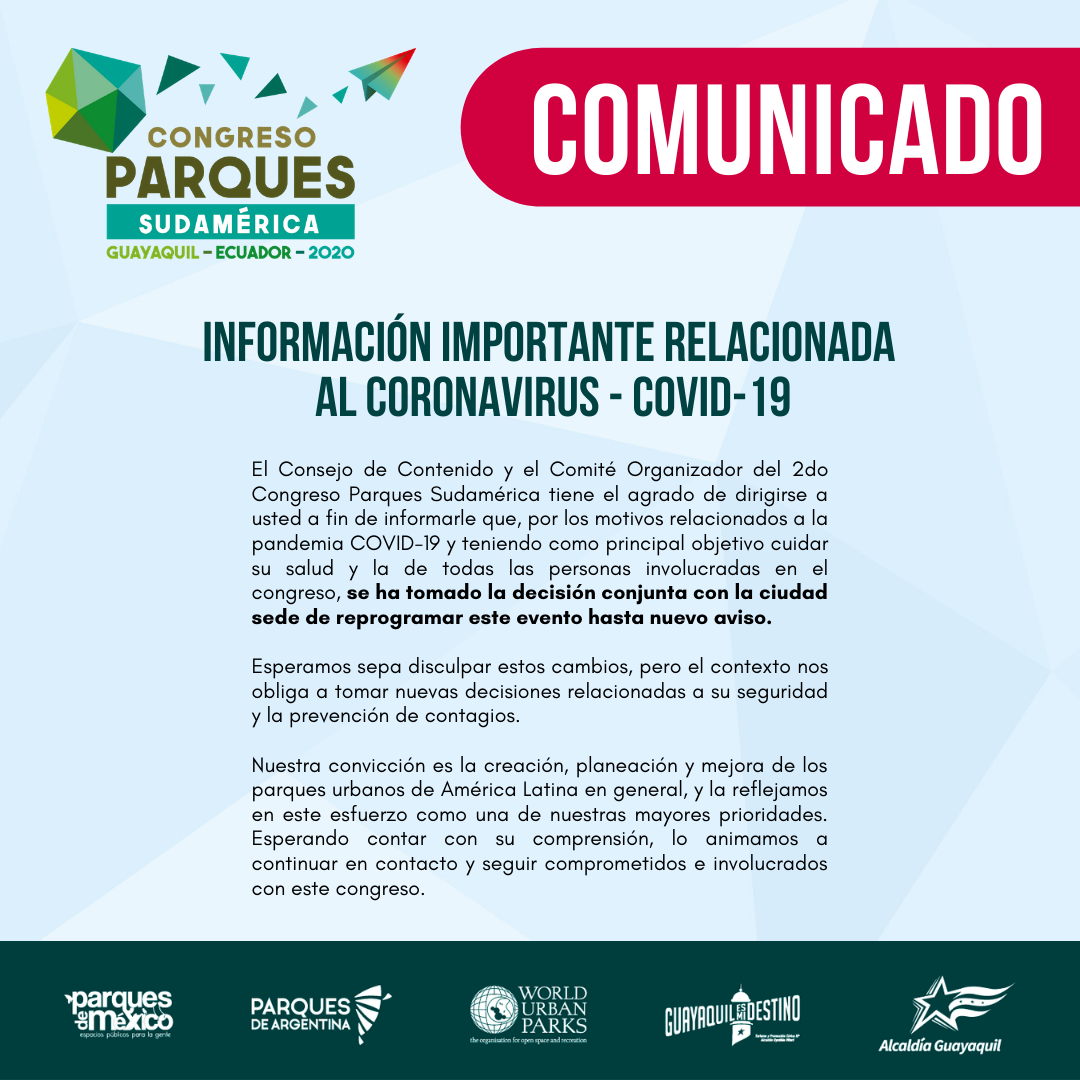 CONGRESO
PARQUES
SUDAMÉRICA
GUAYAQUIL – ECUADOR – 2020
COMUNICADO
INFORMACIÓN IMPORTANTE RELACIONADA
AL CORONAVIRUS - COVID-19
El Consejo de Contenido y el Comité Organizador del 2do
Congreso Parques Sudamérica tiene el agrado de dirigirse a
usted a fin de informarle que, por los motivos relacionados a la
pandemia COVID-19 y teniendo como principal objetivo cuidar
su salud y la de todas las personas involucradas en el
congreso, se ha tomado la decisión conjunta con la ciudad
sede de reprogramar este evento hasta nuevo aviso.
Esperamos sepa disculpar estos cambios, pero el contexto nos
obliga a tomar nuevas decisiones relacionadas a su seguridad
y la prevención de contagios.
Nuestra convicción es la creación, planeación y mejora de los
parques urbanos de América Latina en general, y la reflejamos
en este esfuerzo como una de nuestras mayores prioridades.
Esperando contar con su comprensión, lo animamos a
continuar en contacto y seguir comprometidos e involucrados
con este congreso.
parques
de méxico
espacios públicos para la gente
PARQUES
DE ARGENTINA
WORLD
URBAN
PARKS
the organisation for open space and recreation
GUAYAQUIL ES MI DESTINO
Alcaldía Guayaquil